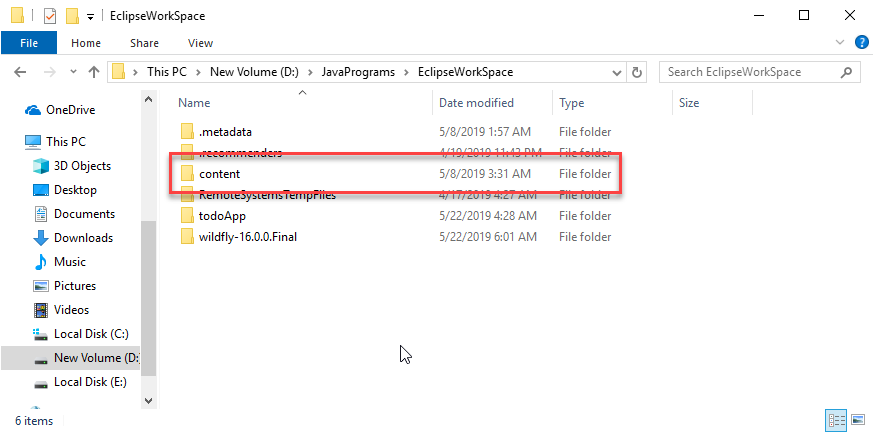 EclipseWorkSpace
File Home Share View
This PC New Volume (D:) JavaPrograms EclipseWorkSpace Search EclipseWorkSpace
Name Date modified Type Size
OneDrive
This PC
3D Objects
Desktop
Documents
Downloads
Music
Pictures
Videos
Local Disk (C:)
New Volume (D:
Local Disk (E:)
.metadata 5/8/2019 1:57 AM File folder
.recommenders 4/19/2019 11:43 PM File folder
content 5/8/2019 3:31 AM File folder
RemoteSystemsTempFiles 4/17/2019 4:27 AM File folder
todoApp 5/22/2019 4:28 AM File folder
wildfly-16.0.0.Final 5/22/2019 6:01 AM File folder
6 items